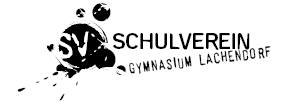 SV SCHULVEREIN
GYMNASIUM LACHENDORF